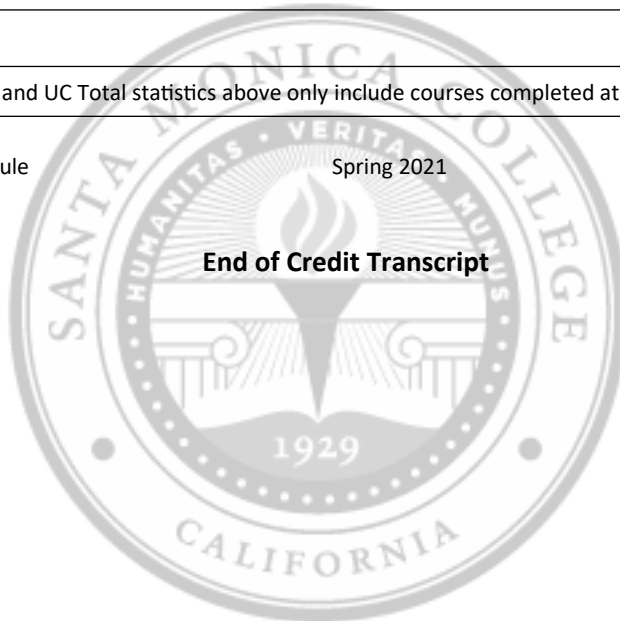 and UC Total statistics above only include courses completed at
ule Spring 2021
End of Credit Transcript
SANTA MONICA COLLEGE
HUMANITAS • VERITAS • MUNUS
1929
CALIFORNIA